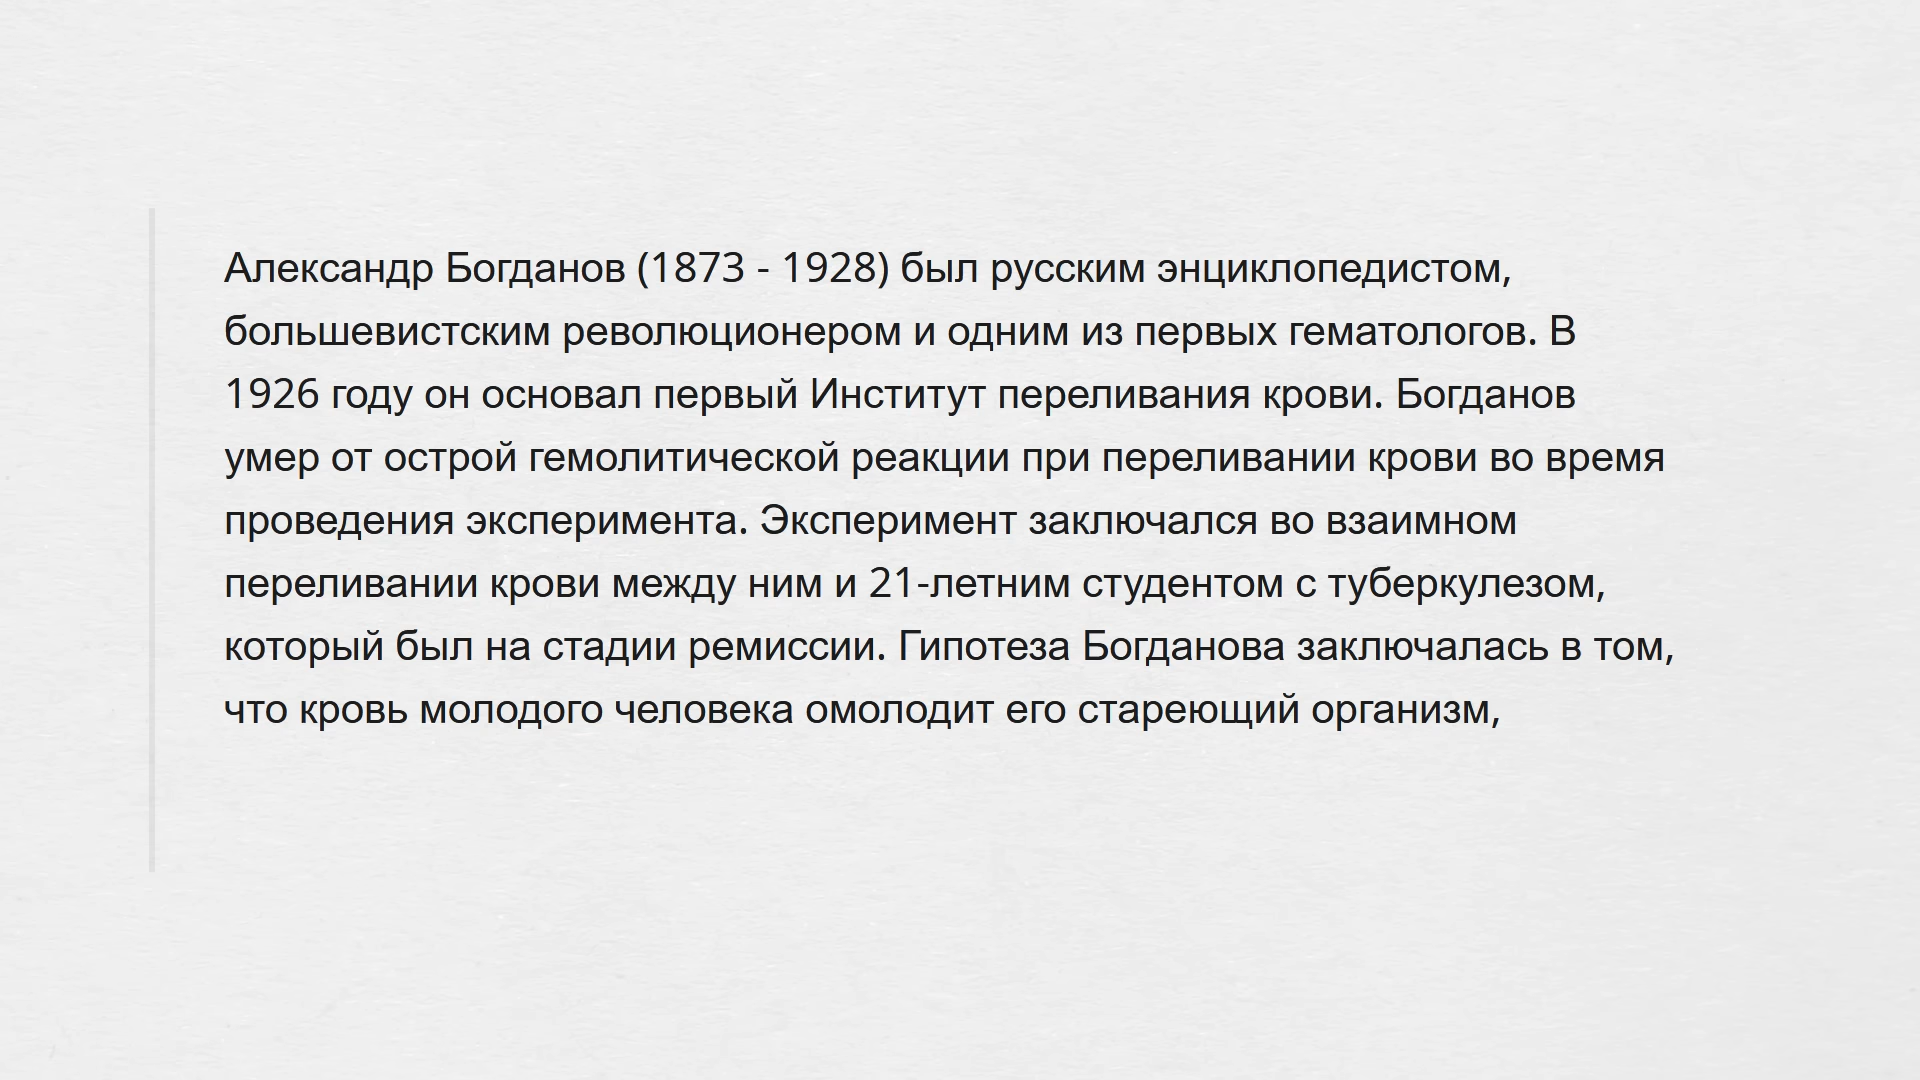 Александр Богданов (1873 - 1928) был русским энциклопедистом,
большевистским революционером и одним из первых гематологов. В
1926 году он основал первый Институт переливания крови. Богданов
умер от острой гемолитической реакции при переливании крови во время
проведения эксперимента. Эксперимент заключался во взаимном
переливании крови между ним и 21-летним студентом с туберкулезом,
который был на стадии ремиссии. Гипотеза Богданова заключалась в том,
что кровь молодого человека омолодит его стареющий организм,